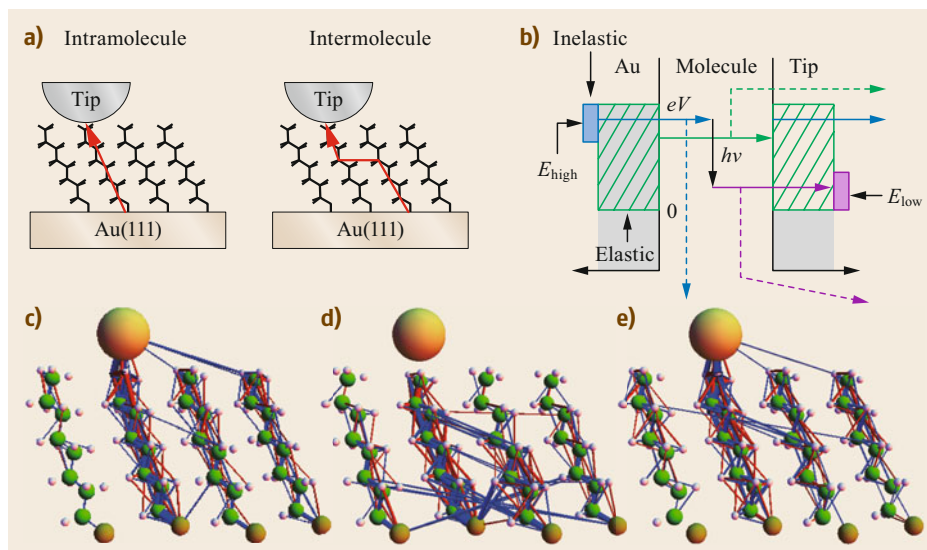 a)
Intramolecule
Intermolecule
Tip
Tip
Au(111)
Au(111)
b)
Inelastic
Au
Molecule
Tip
eV
hν
E_high
E_low
0
Elastic
c)
d)
e)